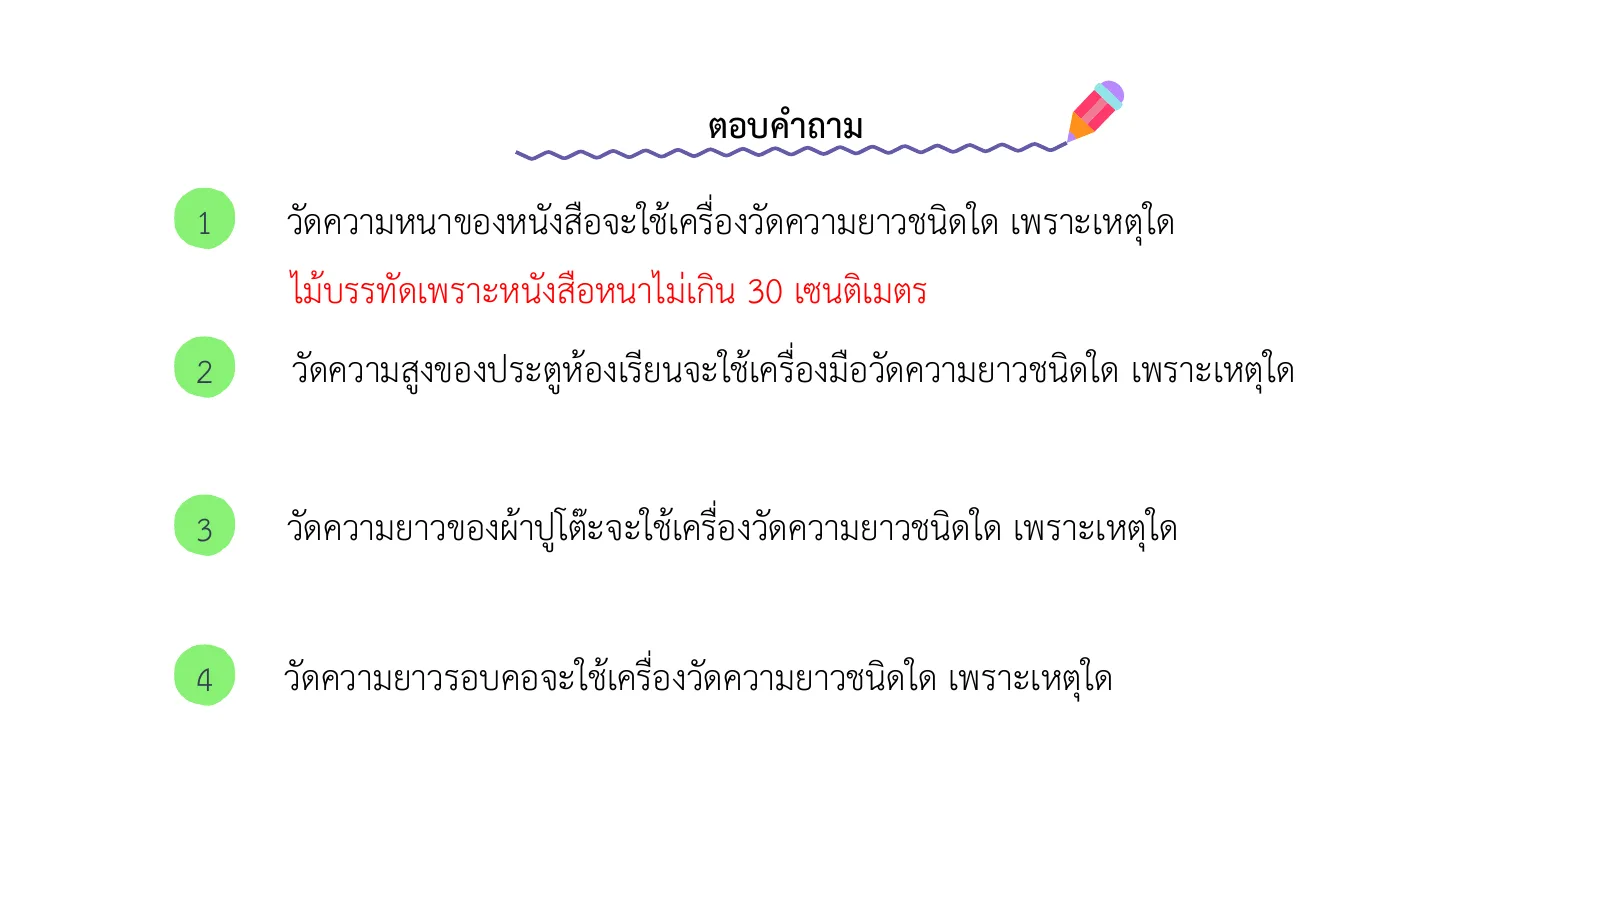 ตอบคำถาม
1 วัดความหนาของหนังสือจะใช้เครื่องวัดความยาวชนิดใด เพราะเหตุใด
ไม้บรรทัดเพราะหนังสือหนาไม่เกิน 30 เซนติเมตร
2 วัดความสูงของประตูห้องเรียนจะใช้เครื่องมือวัดความยาวชนิดใด เพราะเหตุใด
3 วัดความยาวของผ้าปูโต๊ะจะใช้เครื่องวัดความยาวชนิดใด เพราะเหตุใด
4 วัดความยาวรอบคอจะใช้เครื่องวัดความยาวชนิดใด เพราะเหตุใด